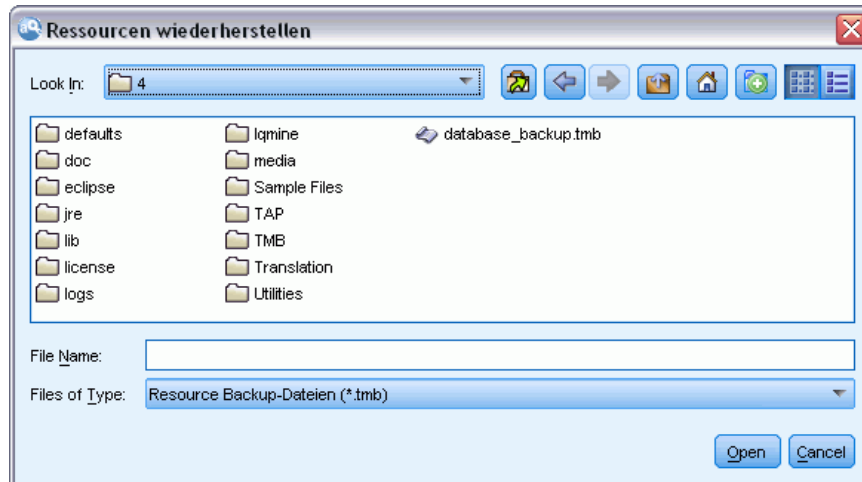 Ressourcen wiederherstellen
Look In: 4
defaults
doc
eclipse
jre
lib
license
logs
lqmine
media
Sample Files
TAP
TMB
Translation
Utilities
database_backup.tmb
File Name:
Files of Type: Resource Backup-Dateien (*.tmb)
Open Cancel